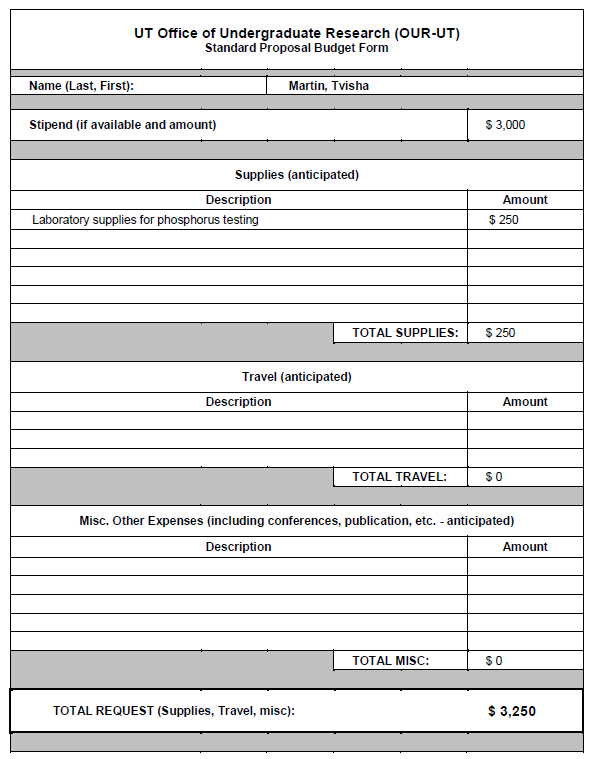 UT Office of Undergraduate Research (OUR-UT)
Standard Proposal Budget Form
Name (Last, First): Martin, Tvisha
Stipend (if available and amount) $ 3,000
Supplies (anticipated)
Description Amount
Laboratory supplies for phosphorus testing $ 250
TOTAL SUPPLIES: $ 250
Travel (anticipated)
Description Amount
TOTAL TRAVEL: $ 0
Misc. Other Expenses (including conferences, publication, etc. - anticipated)
Description Amount
TOTAL MISC: $ 0
TOTAL REQUEST (Supplies, Travel, misc): $ 3,250